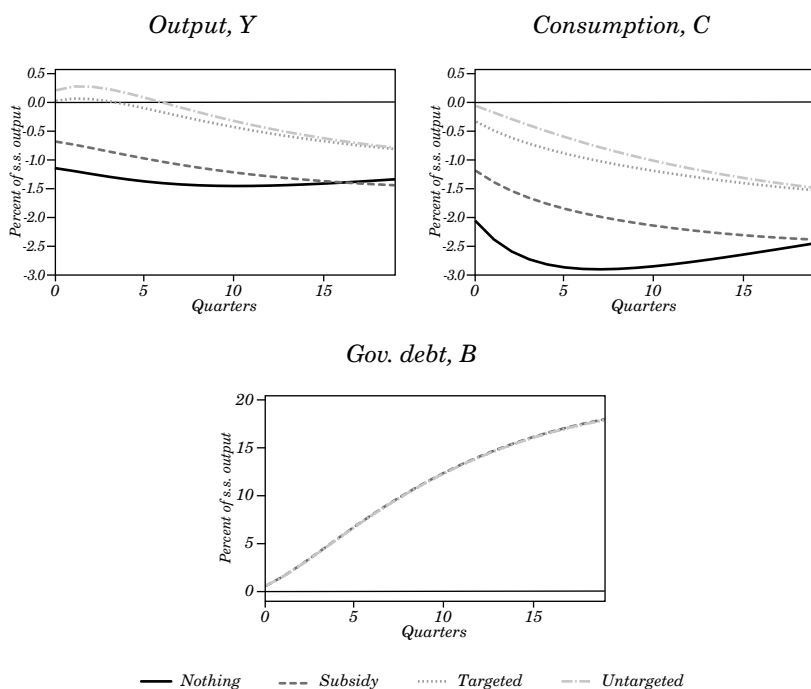 Output, Y
Consumption, C
Percent of s.s. output
0.5
0.0
-0.5
-1.0
-1.5
-2.0
-2.5
-3.0
0 5 10 15
Quarters
Percent of s.s. output
0.5
0.0
-0.5
-1.0
-1.5
-2.0
-2.5
-3.0
0 5 10 15
Quarters
Gov. debt, B
Percent of s.s. output
20
15
10
5
0
0 5 10 15
Quarters
Nothing Subsidy Targeted Untargeted